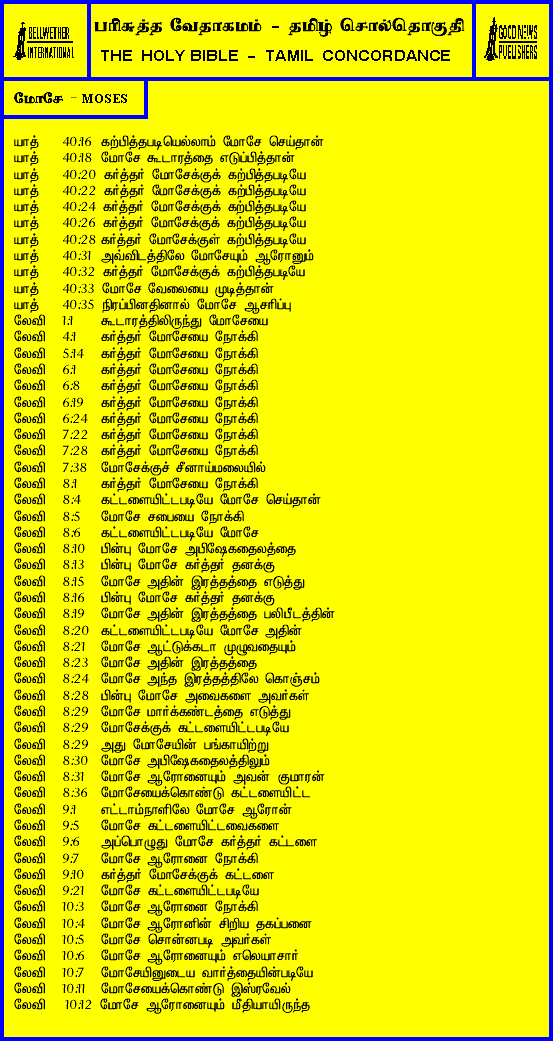 BELLWETHER
INTERNATIONAL
பரிசுத்த வேதாகமம் - தமிழ் சொல்தொகுதி
THE HOLY BIBLE - TAMIL CONCORDANCE
GOOD NEWS
PUBLISHERS
மோசே - MOSES
யாத் 40:16 கற்பித்தபடியெல்லாம் மோசே செய்தான்
யாத் 40:18 மோசே கூடாரத்தை எடுப்பித்தான்
யாத் 40:20 கர்த்தர் மோசேக்குக் கற்பித்தபடியே
யாத் 40:22 கர்த்தர் மோசேக்குக் கற்பித்தபடியே
யாத் 40:24 கர்த்தர் மோசேக்குக் கற்பித்தபடியே
யாத் 40:26 கர்த்தர் மோசேக்குக் கற்பித்தபடியே
யாத் 40:28 கர்த்தர் மோசேக்குள் கற்பித்தபடியே
யாத் 40:31 அவ்விடத்திலே மோசேயும் ஆரோனும்
யாத் 40:32 கர்த்தர் மோசேக்குக் கற்பித்தபடியே
யாத் 40:33 மோசே வேலையை முடித்தான்
யாத் 40:35 நிரப்பினதினால் மோசே ஆசரிப்பு
லேவி 1:1 கூடாரத்திலிருந்து மோசேயை
லேவி 4:1 கர்த்தர் மோசேயை நோக்கி
லேவி 5:14 கர்த்தர் மோசேயை நோக்கி
லேவி 6:1 கர்த்தர் மோசேயை நோக்கி
லேவி 6:8 கர்த்தர் மோசேயை நோக்கி
லேவி 6:19 கர்த்தர் மோசேயை நோக்கி
லேவி 6:24 கர்த்தர் மோசேயை நோக்கி
லேவி 7:22 கர்த்தர் மோசேயை நோக்கி
லேவி 7:28 கர்த்தர் மோசேயை நோக்கி
லேவி 7:38 மோசேக்குச் சீனாய்மலையில்
லேவி 8:1 கர்த்தர் மோசேயை நோக்கி
லேவி 8:4 கட்டளையிட்டபடியே மோசே செய்தான்
லேவி 8:5 மோசே சபையை நோக்கி
லேவி 8:6 கட்டளையிட்டபடியே மோசே
லேவி 8:10 பின்பு மோசே அபிஷேகதைலத்தை
லேவி 8:13 பின்பு மோசே கர்த்தர் தனக்கு
லேவி 8:15 மோசே அதின் இரத்தத்தை எடுத்து
லேவி 8:16 பின்பு மோசே கர்த்தர் தனக்கு
லேவி 8:19 மோசே அதின் இரத்தத்தை பலிபீடத்தின்
லேவி 8:20 கட்டளையிட்டபடியே மோசே அதின்
லேவி 8:21 மோசே ஆட்டுக்கடா முழுவதையும்
லேவி 8:23 மோசே அதின் இரத்தத்தை
லேவி 8:24 மோசே அந்த இரத்தத்திலே கொஞ்சம்
லேவி 8:28 பின்பு மோசே அவைகளை அவர்கள்
லேவி 8:29 மோசே மார்க்கண்டத்தை எடுத்து
லேவி 8:29 மோசேக்குக் கட்டளையிட்டபடியே
லேவி 8:29 அது மோசேயின் பங்காயிற்று
லேவி 8:30 மோசே அபிஷேகதைலத்திலும்
லேவி 8:31 மோசே ஆரோனையும் அவன் குமாரன்
லேவி 8:36 மோசேயைக்கொண்டு கட்டளையிட்ட
லேவி 9:1 எட்டாம்நாளிலே மோசே ஆரோன்
லேவி 9:5 மோசே கட்டளையிட்டவைகளை
லேவி 9:6 அப்பொழுது மோசே கர்த்தர் கட்டளை
லேவி 9:7 மோசே ஆரோனை நோக்கி
லேவி 9:10 கர்த்தர் மோசேக்குக் கட்டளை
லேவி 9:21 மோசே கட்டளையிட்டபடியே
லேவி 10:3 மோசே ஆரோனை நோக்கி
லேவி 10:4 மோசே ஆரோனின் சிறிய தகப்பனை
லேவி 10:5 மோசே சொன்னபடி அவர்கள்
லேவி 10:6 மோசே ஆரோனையும் எலெயாசார்
லேவி 10:7 மோசேயினுடைய வார்த்தையின்படியே
லேவி 10:11 மோசேயைக்கொண்டு இஸ்ரவேல்
லேவி 10:12 மோசே ஆரோனையும் மீதியாயிருந்த